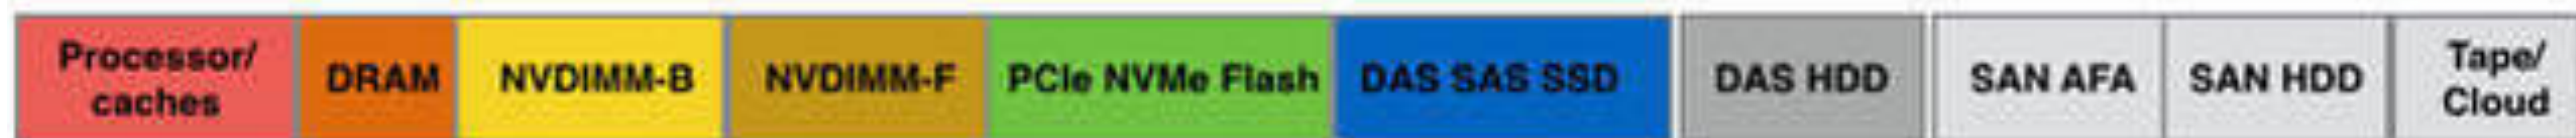 Processor/
caches
DRAM
NVDIMM-B
NVDIMM-F
PCIe NVMe Flash
DAS SAS SSD
DAS HDD
SAN AFA
SAN HDD
Tape/
Cloud